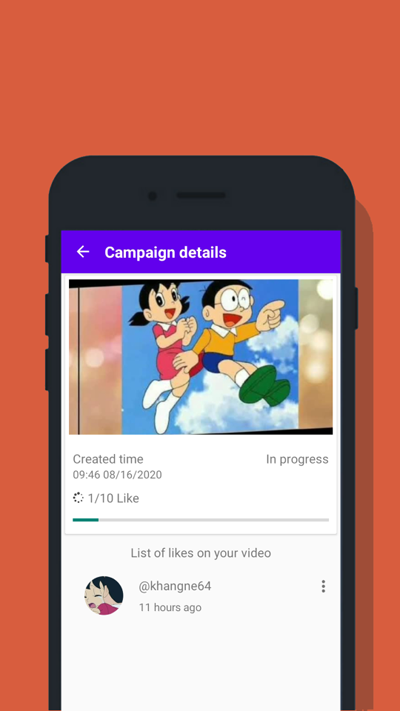 Campaign details
Created time
In progress
09:46 08/16/2020
1/10 Like
List of likes on your video
@khangne64
11 hours ago